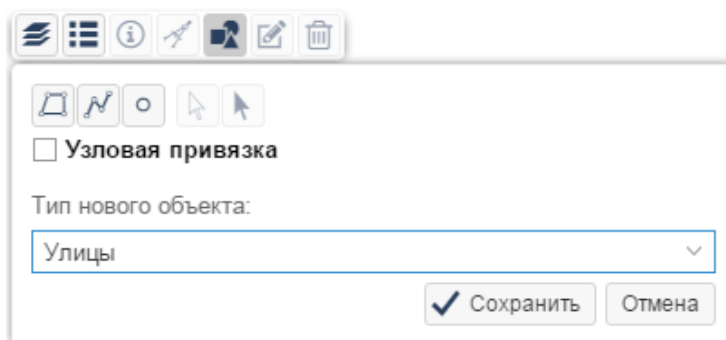 Узловая привязка
Тип нового объекта:
Улицы
Сохранить Отмена